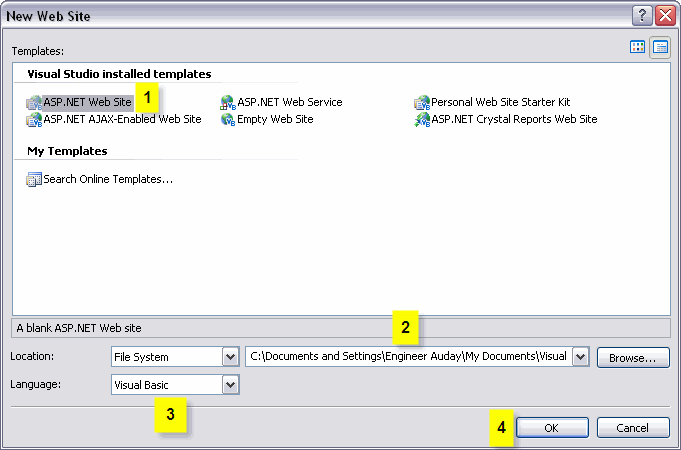 New Web Site
Templates:
Visual Studio installed templates
ASP.NET Web Site 1 ASP.NET Web Service Personal Web Site Starter Kit
ASP.NET AJAX-Enabled Web Site Empty Web Site ASP.NET Crystal Reports Web Site
My Templates
Search Online Templates...
A blank ASP.NET Web site
2
Location: File System C:\Documents and Settings\Engineer Auday\My Documents\Visual Browse...
Language: Visual Basic
3
4 OK Cancel